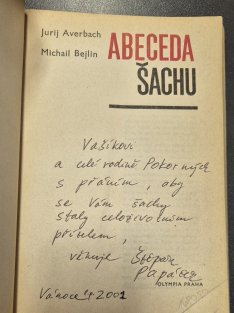 Jurij Averbach
Michail Bejlin
ABECEDA
ŠACHU
Vašíkovi
a celé rodině Pokorných
s přáním, aby
se Vám šachy
staly celoživotním
přítelem,
věnuje Štěpán
OLYMPIA PRAHA
Vánoce 2001